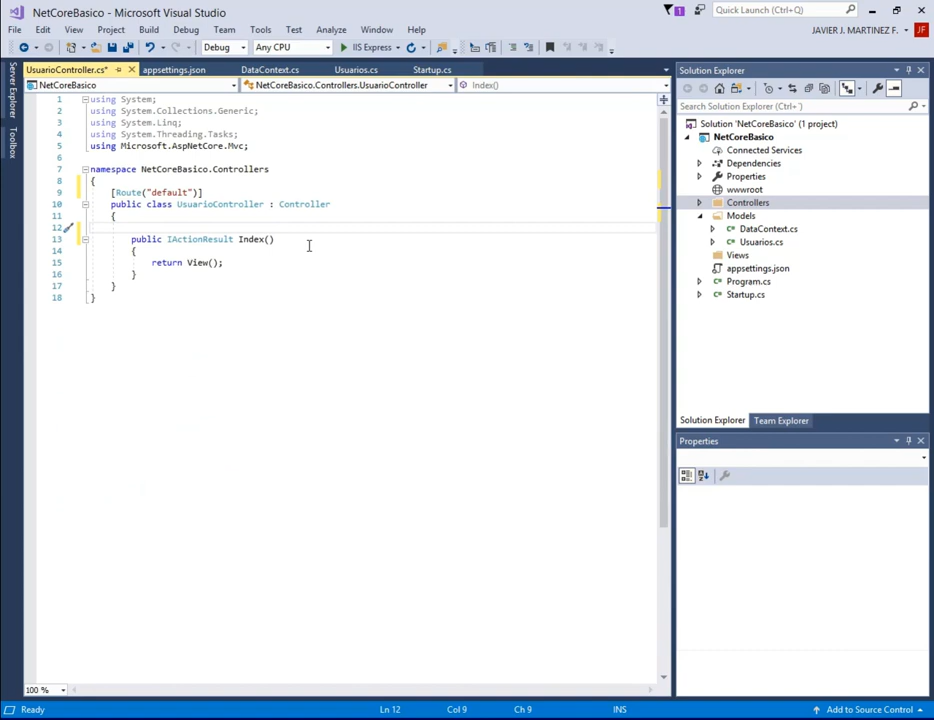 NetCoreBasico - Microsoft Visual Studio
1
Quick Launch (Ctrl+Q)
File Edit View Project Build Debug Team Tools Test Analyze Window Help
JAVIER J. MARTINEZ F.
JF
Debug Any CPU IIS Express
Server Explorer
Toolbox
UsuarioController.cs* appsettings.json DataContext.cs Usuarios.cs Startup.cs
NetCoreBasico NetCoreBasico.Controllers.UsuarioController Index()
1 using System;
2 using System.Collections.Generic;
3 using System.Linq;
4 using System.Threading.Tasks;
5 using Microsoft.AspNetCore.Mvc;
6
7 namespace NetCoreBasico.Controllers
8 {
9 [Route("default")]
10 public class UsuarioController : Controller
11 {
12
13 public IActionResult Index()
14 {
15 return View();
16 }
17 }
18 }
100 %
Solution Explorer
Search Solution Explorer (Ctrl+´)
Solution 'NetCoreBasico' (1 project)
NetCoreBasico
Connected Services
Dependencies
Properties
wwwroot
Controllers
Models
DataContext.cs
Usuarios.cs
Views
appsettings.json
Program.cs
Startup.cs
Solution Explorer Team Explorer
Properties
Ready Ln 12 Col 9 Ch 9 INS Add to Source Control